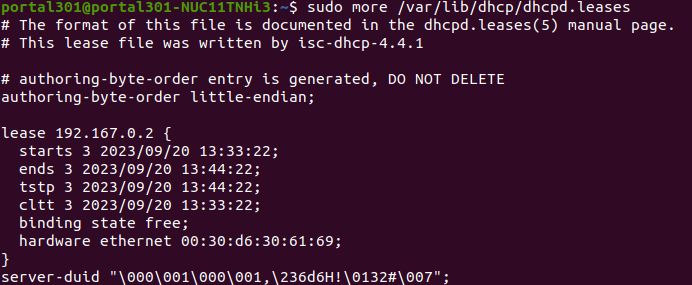 portal301@portal301-NUC11TNHi3:~$ sudo more /var/lib/dhcp/dhcpd.leases
# The format of this file is documented in the dhcpd.leases(5) manual page.
# This lease file was written by isc-dhcp-4.4.1
# authoring-byte-order entry is generated, DO NOT DELETE
authoring-byte-order little-endian;
lease 192.167.0.2 {
  starts 3 2023/09/20 13:33:22;
  ends 3 2023/09/20 13:44:22;
  tstp 3 2023/09/20 13:44:22;
  cltt 3 2023/09/20 13:33:22;
  binding state free;
  hardware ethernet 00:30:d6:30:61:69;
}
server-duid "\000\001\000\001,\236d6H!\0132#\007";